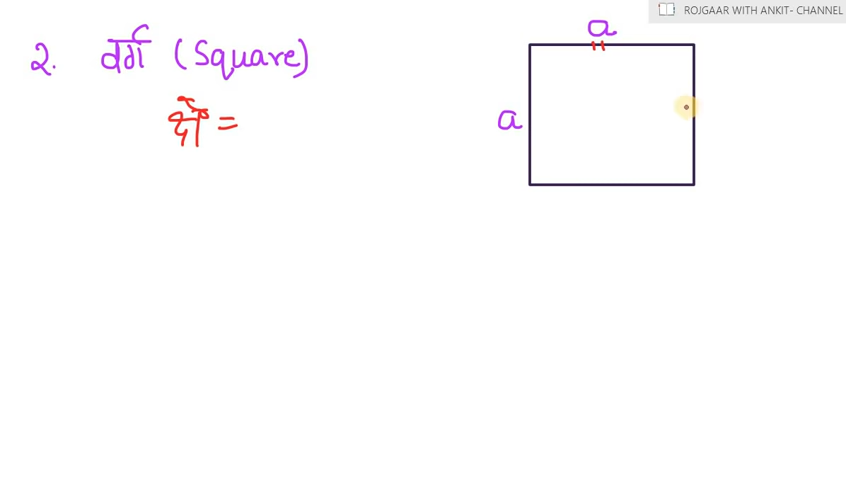 ROJGAAR WITH ANKIT- CHANNEL
2. वर्ग (Square)
a
a
क्षे =